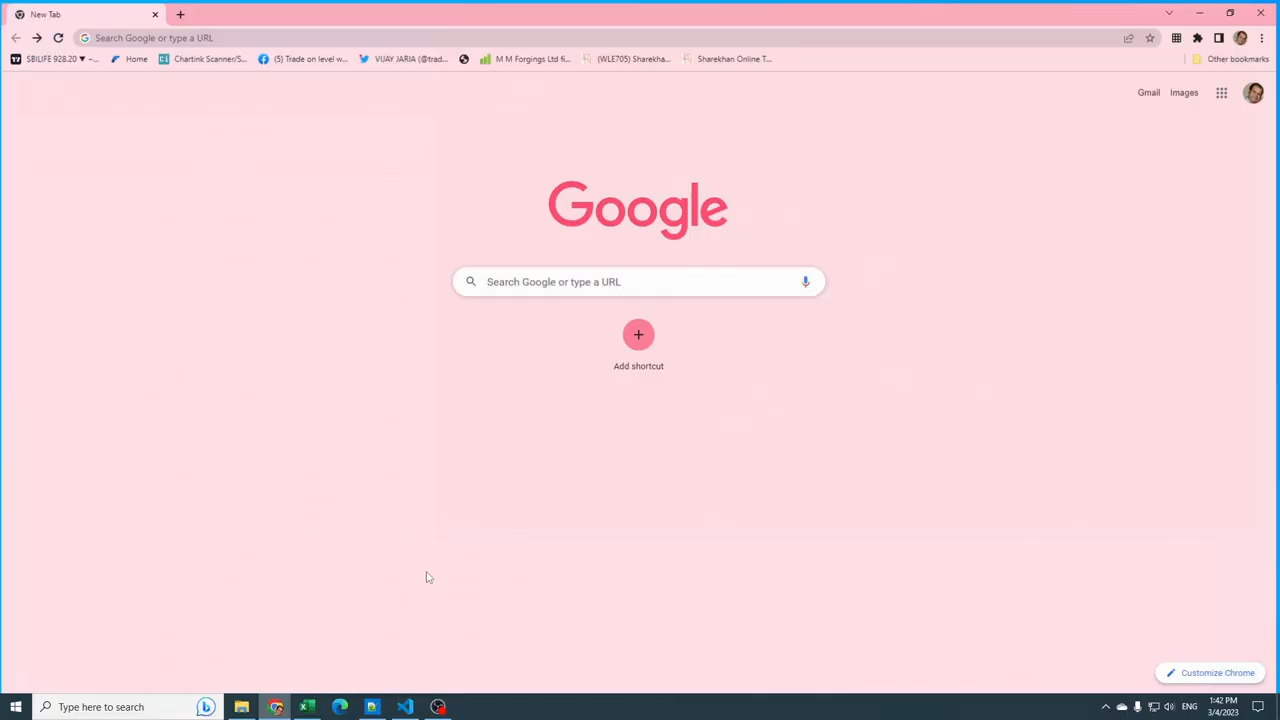 New Tab
Search Google or type a URL
SBILIFE 928.20 ▼ –...
Home
Chartink Scanner/S...
(5) Trade on level w...
VIJAY JARIA (@trad...
M M Forgings Ltd fi...
(WLE705) Sharekha...
Sharekhan Online T...
Other bookmarks
Gmail
Images
Google
Search Google or type a URL
Add shortcut
Customize Chrome
Type here to search
ENG
1:42 PM
3/4/2023